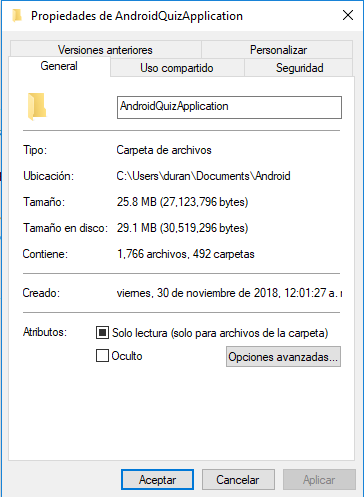 Propiedades de AndroidQuizApplication
Versiones anteriores Personalizar
General Uso compartido Seguridad
AndroidQuizApplication
Tipo: Carpeta de archivos
Ubicación: C:\Users\duran\Documents\Android
Tamaño: 25.8 MB (27,123,796 bytes)
Tamaño en disco: 29.1 MB (30,519,296 bytes)
Contiene: 1,766 archivos, 492 carpetas
Creado: viernes, 30 de noviembre de 2018, 12:01:27 a.
Atributos: Solo lectura (solo para archivos de la carpeta)
Oculto Opciones avanzadas...
Aceptar Cancelar Aplicar